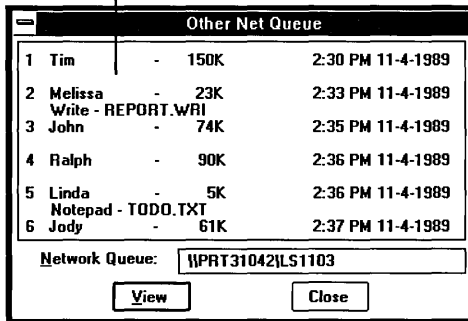 Other Net Queue
1 Tim - 150K 2:30 PM 11-4-1989
2 Melissa - 23K 2:33 PM 11-4-1989
Write - REPORT.WRI
3 John - 74K 2:35 PM 11-4-1989
4 Ralph - 90K 2:36 PM 11-4-1989
5 Linda - 5K 2:36 PM 11-4-1989
Notepad - TODO.TXT
6 Jody - 61K 2:37 PM 11-4-1989
Network Queue: \\PRT31042\LS1103
View Close